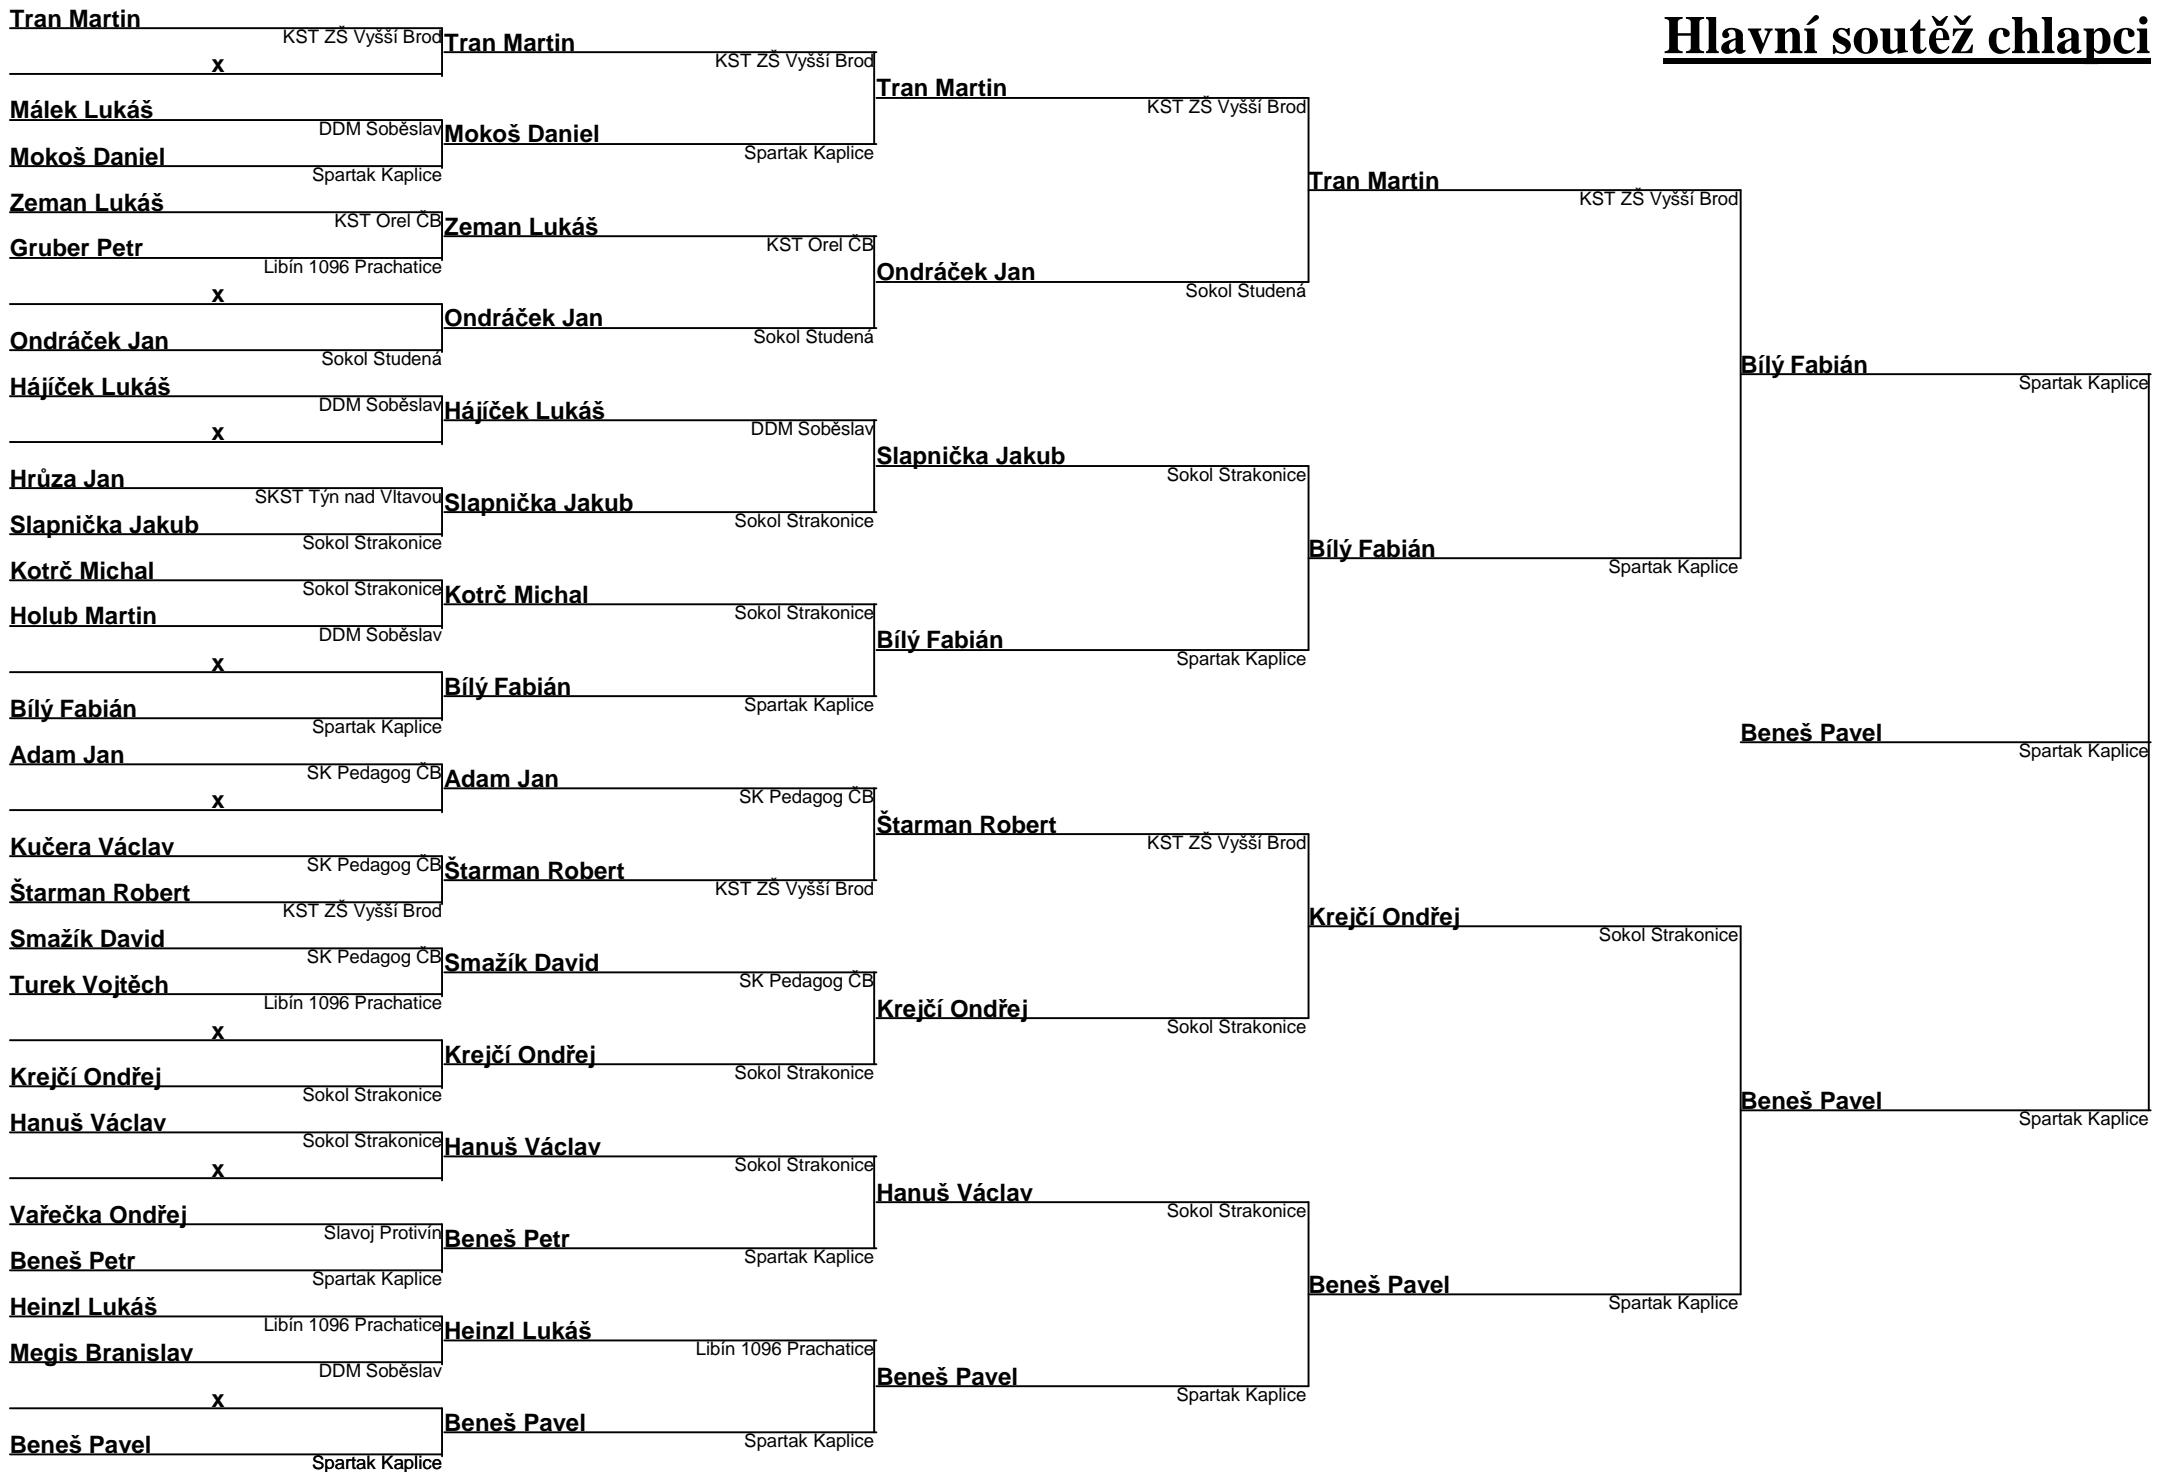 Hlavní soutěž chlapci
Tran Martin
KST ZŠ Vyšší Brod
x
Málek Lukáš
DDM Soběslav
Mokoš Daniel
Spartak Kaplice
Zeman Lukáš
KST Orel ČB
Gruber Petr
Libín 1096 Prachatice
x
Ondráček Jan
Sokol Studená
Hájíček Lukáš
DDM Soběslav
x
Hrůza Jan
SKST Týn nad Vltavou
Slapnička Jakub
Sokol Strakonice
Kotrč Michal
Sokol Strakonice
Holub Martin
DDM Soběslav
x
Bílý Fabián
Spartak Kaplice
Adam Jan
SK Pedagog ČB
x
Kučera Václav
SK Pedagog ČB
Štarman Robert
KST ZŠ Vyšší Brod
Smažík David
SK Pedagog ČB
Turek Vojtěch
Libín 1096 Prachatice
x
Krejčí Ondřej
Sokol Strakonice
Hanuš Václav
Sokol Strakonice
x
Vařečka Ondřej
Slavoj Protivín
Beneš Petr
Spartak Kaplice
Heinzl Lukáš
Libín 1096 Prachatice
Megis Branislav
DDM Soběslav
x
Beneš Pavel
Spartak Kaplice
Tran Martin
KST ZŠ Vyšší Brod
Mokoš Daniel
Spartak Kaplice
Zeman Lukáš
KST Orel ČB
Ondráček Jan
Sokol Studená
Hájíček Lukáš
DDM Soběslav
Slapnička Jakub
Sokol Strakonice
Kotrč Michal
Sokol Strakonice
Bílý Fabián
Spartak Kaplice
Adam Jan
SK Pedagog ČB
Štarman Robert
KST ZŠ Vyšší Brod
Smažík David
SK Pedagog ČB
Krejčí Ondřej
Sokol Strakonice
Hanuš Václav
Sokol Strakonice
Beneš Petr
Spartak Kaplice
Heinzl Lukáš
Libín 1096 Prachatice
Beneš Pavel
Spartak Kaplice
Tran Martin
KST ZŠ Vyšší Brod
Ondráček Jan
Sokol Studená
Slapnička Jakub
Sokol Strakonice
Bílý Fabián
Spartak Kaplice
Štarman Robert
KST ZŠ Vyšší Brod
Krejčí Ondřej
Sokol Strakonice
Hanuš Václav
Sokol Strakonice
Beneš Pavel
Spartak Kaplice
Tran Martin
KST ZŠ Vyšší Brod
Bílý Fabián
Spartak Kaplice
Krejčí Ondřej
Sokol Strakonice
Beneš Pavel
Spartak Kaplice
Bílý Fabián
Spartak Kaplice
Beneš Pavel
Spartak Kaplice
Beneš Pavel
Spartak Kaplice